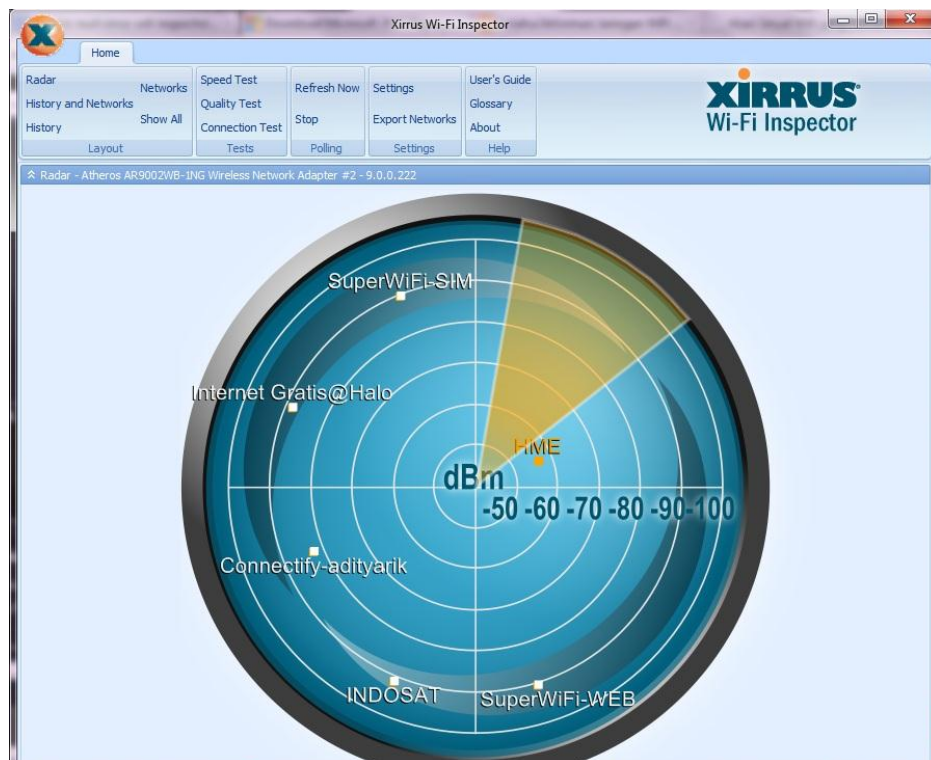 Xirrus Wi-Fi Inspector
Home
Radar
History and Networks
History
Networks
Show All
Layout
Speed Test
Quality Test
Connection Test
Tests
Refresh Now
Stop
Polling
Settings
Export Networks
Settings
User's Guide
Glossary
About
Help
XIRRUS
Wi-Fi Inspector
Radar - Atheros AR9002WB-1NG Wireless Network Adapter #2 - 9.0.0.222
SuperWiFi-SIM
Internet Gratis@Halo
HME
dBm
-50 -60 -70 -80 -90 -100
Connectify-adityarik
INDOSAT
SuperWiFi-WEB